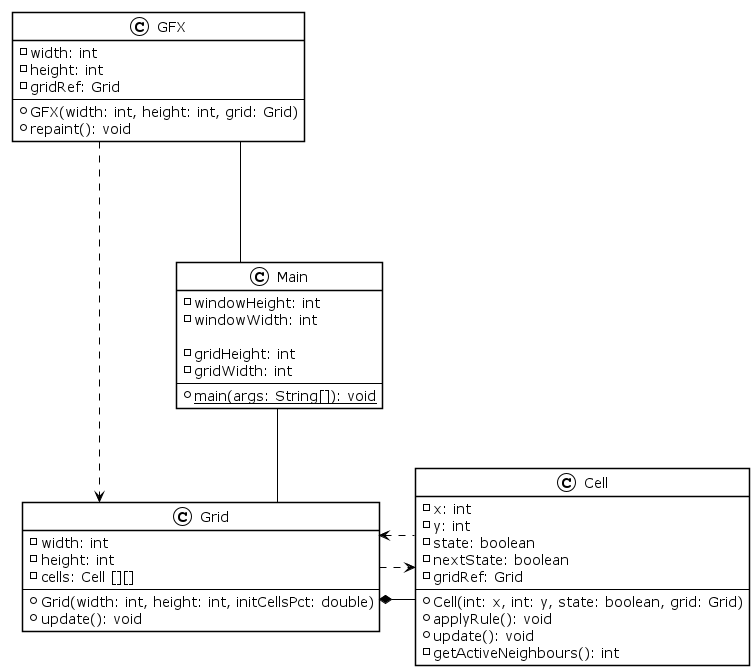 C GFX
width: int
height: int
gridRef: Grid
GFX(width: int, height: int, grid: Grid)
repaint(): void
C Main
windowHeight: int
windowWidth: int
gridHeight: int
gridWidth: int
main(args: String[]): void
C Grid
width: int
height: int
cells: Cell [][]
Grid(width: int, height: int, initCellsPct: double)
update(): void
C Cell
x: int
y: int
state: boolean
nextState: boolean
gridRef: Grid
Cell(int: x, int: y, state: boolean, grid: Grid)
applyRule(): void
update(): void
getActiveNeighbours(): int